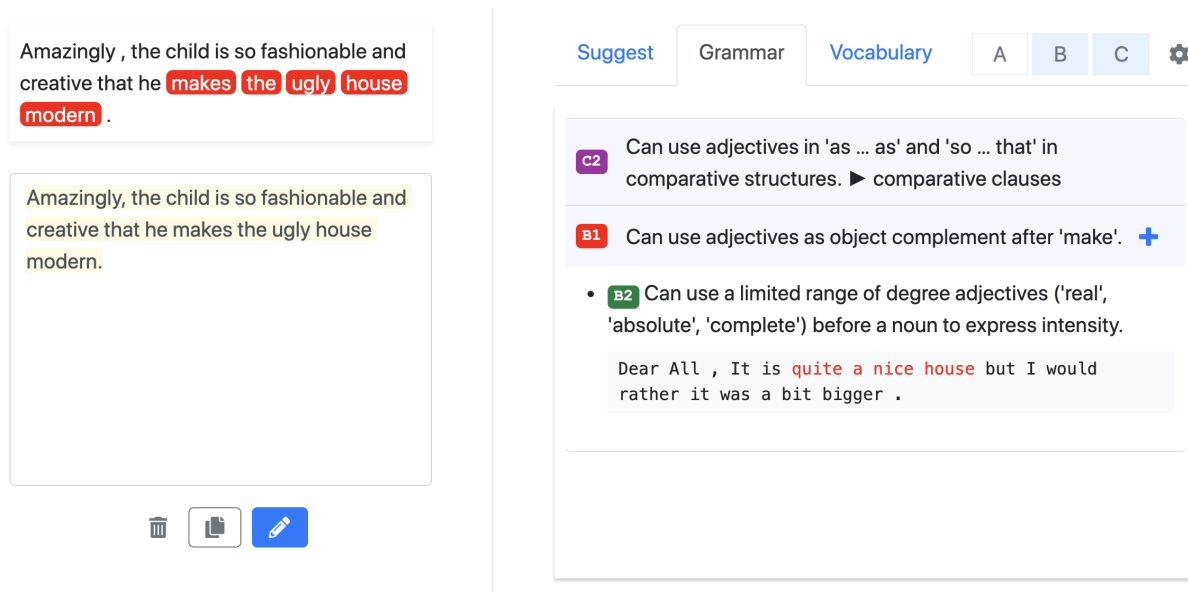 Amazingly , the child is so fashionable and
creative that he makes the ugly house
modern .
Amazingly, the child is so fashionable and
creative that he makes the ugly house
modern.
Suggest
Grammar
Vocabulary
A
B
C
C2
Can use adjectives in 'as ... as' and 'so ... that' in
comparative structures. ► comparative clauses
B1
Can use adjectives as object complement after 'make'.
• B2 Can use a limited range of degree adjectives ('real',
'absolute', 'complete') before a noun to express intensity.
Dear All , It is quite a nice house but I would
rather it was a bit bigger .